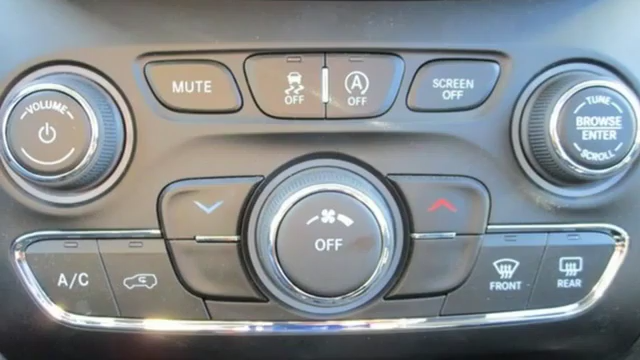 VOLUME
MUTE
OFF
A
OFF
SCREEN
OFF
TUNE
BROWSE
ENTER
SCROLL
OFF
A/C
FRONT
REAR